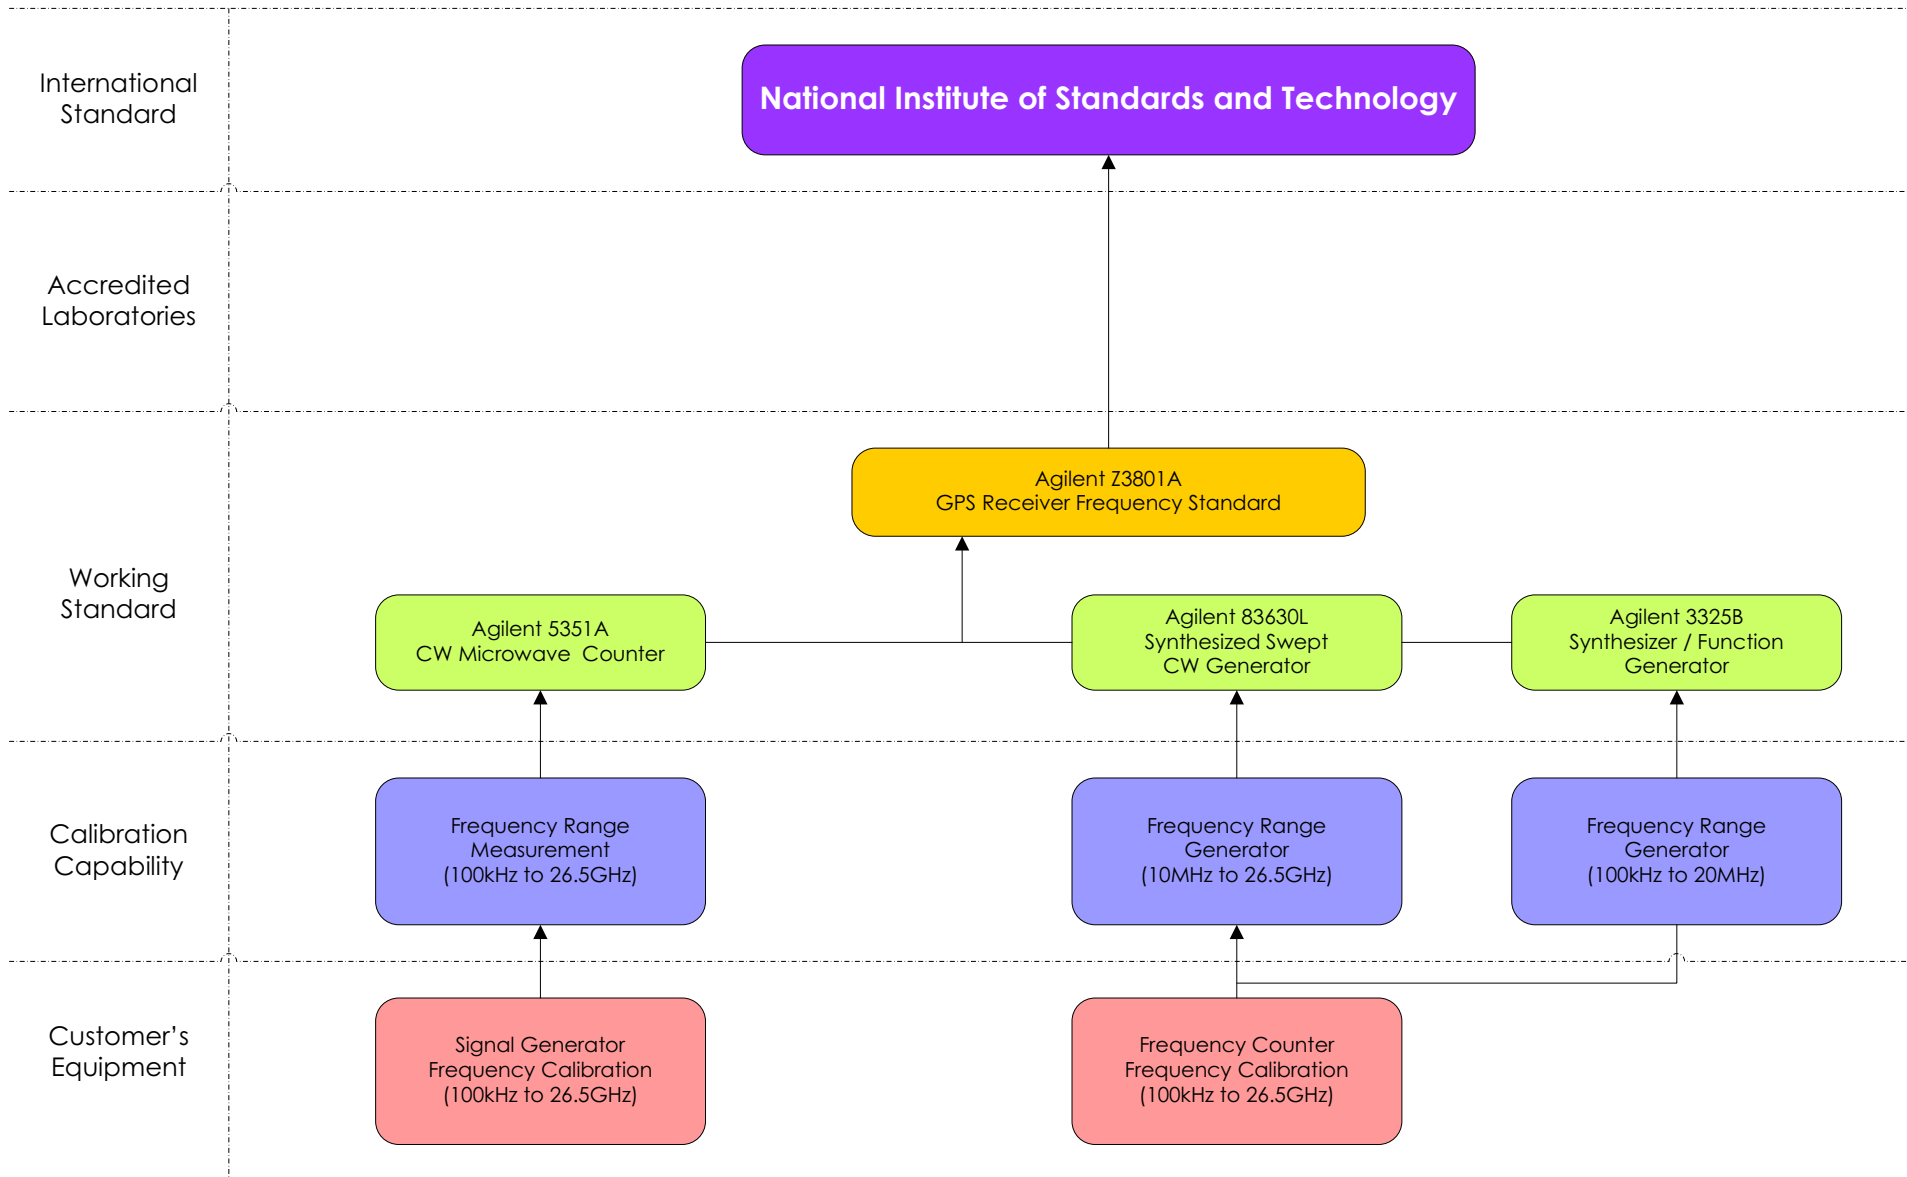 International
Standard
National Institute of Standards and Technology
Accredited
Laboratories
Working
Standard
Agilent Z3801A
GPS Receiver Frequency Standard
Agilent 5351A
CW Microwave  Counter
Agilent 83630L
Synthesized Swept
CW Generator
Agilent 3325B
Synthesizer / Function
Generator
Calibration
Capability
Frequency Range
Measurement
(100kHz to 26.5GHz)
Frequency Range
Generator
(10MHz to 26.5GHz)
Frequency Range
Generator
(100kHz to 20MHz)
Customer’s
Equipment
Signal Generator
Frequency Calibration
(100kHz to 26.5GHz)
Frequency Counter
Frequency Calibration
(100kHz to 26.5GHz)